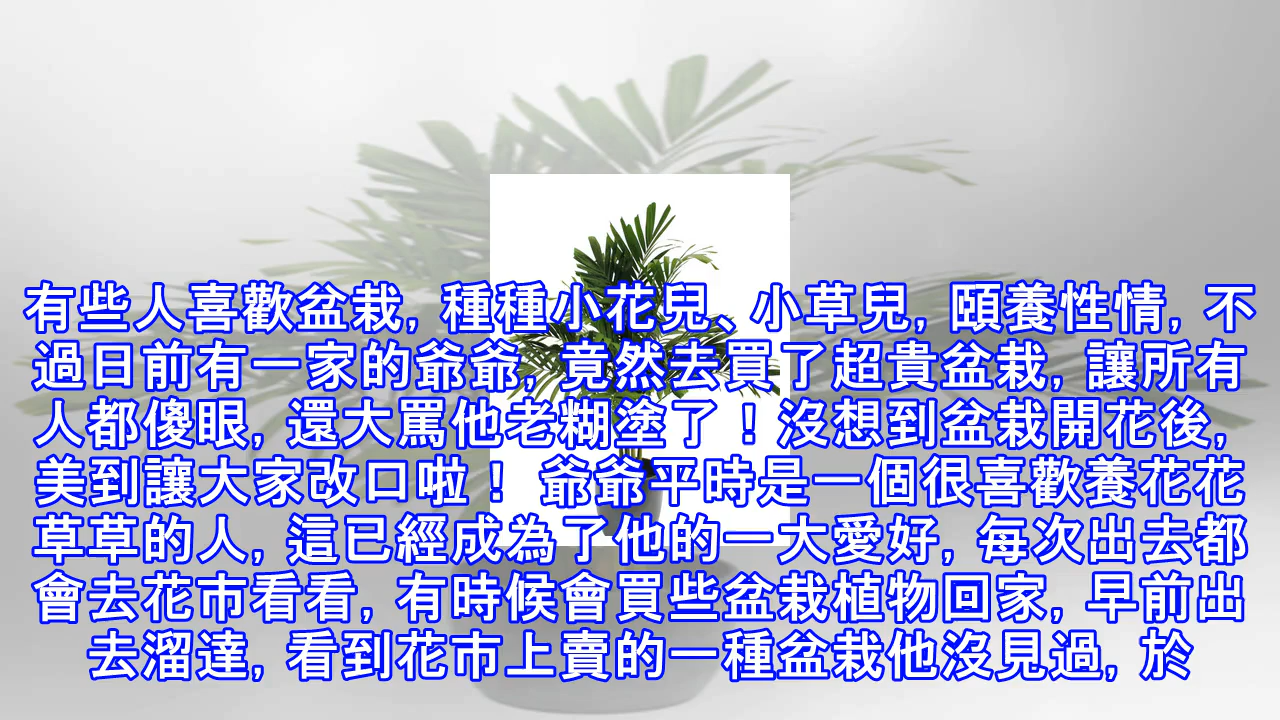 有些人喜歡盆栽, 種種小花兒、小草兒, 頤養性情, 不
過日前有一家的爺爺, 竟然去買了超貴盆栽, 讓所有
人都傻眼, 還大罵他老糊塗了！沒想到盆栽開花後,
美到讓大家改口啦！ 爺爺平時是一個很喜歡養花花
草草的人, 這已經成為了他的一大愛好, 每次出去都
會去花市看看, 有時候會買些盆栽植物回家, 早前出
去溜達, 看到花市上賣的一種盆栽他沒見過, 於